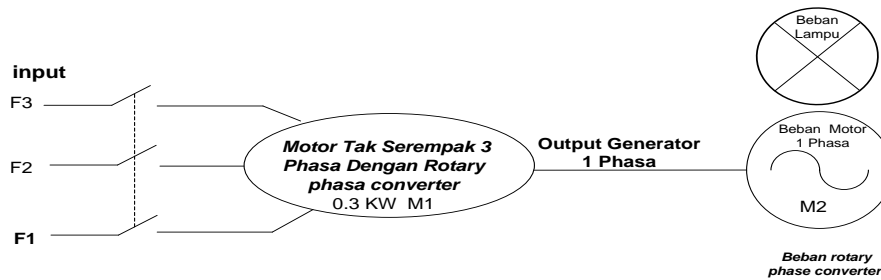 Beban
Lampu
input
F3
F2
F1
Motor Tak Serempak 3
Phasa Dengan Rotary
phasa converter
0.3 KW M1
Output Generator
1 Phasa
Beban Motor
1 Phasa
M2
Beban rotary
phase converter